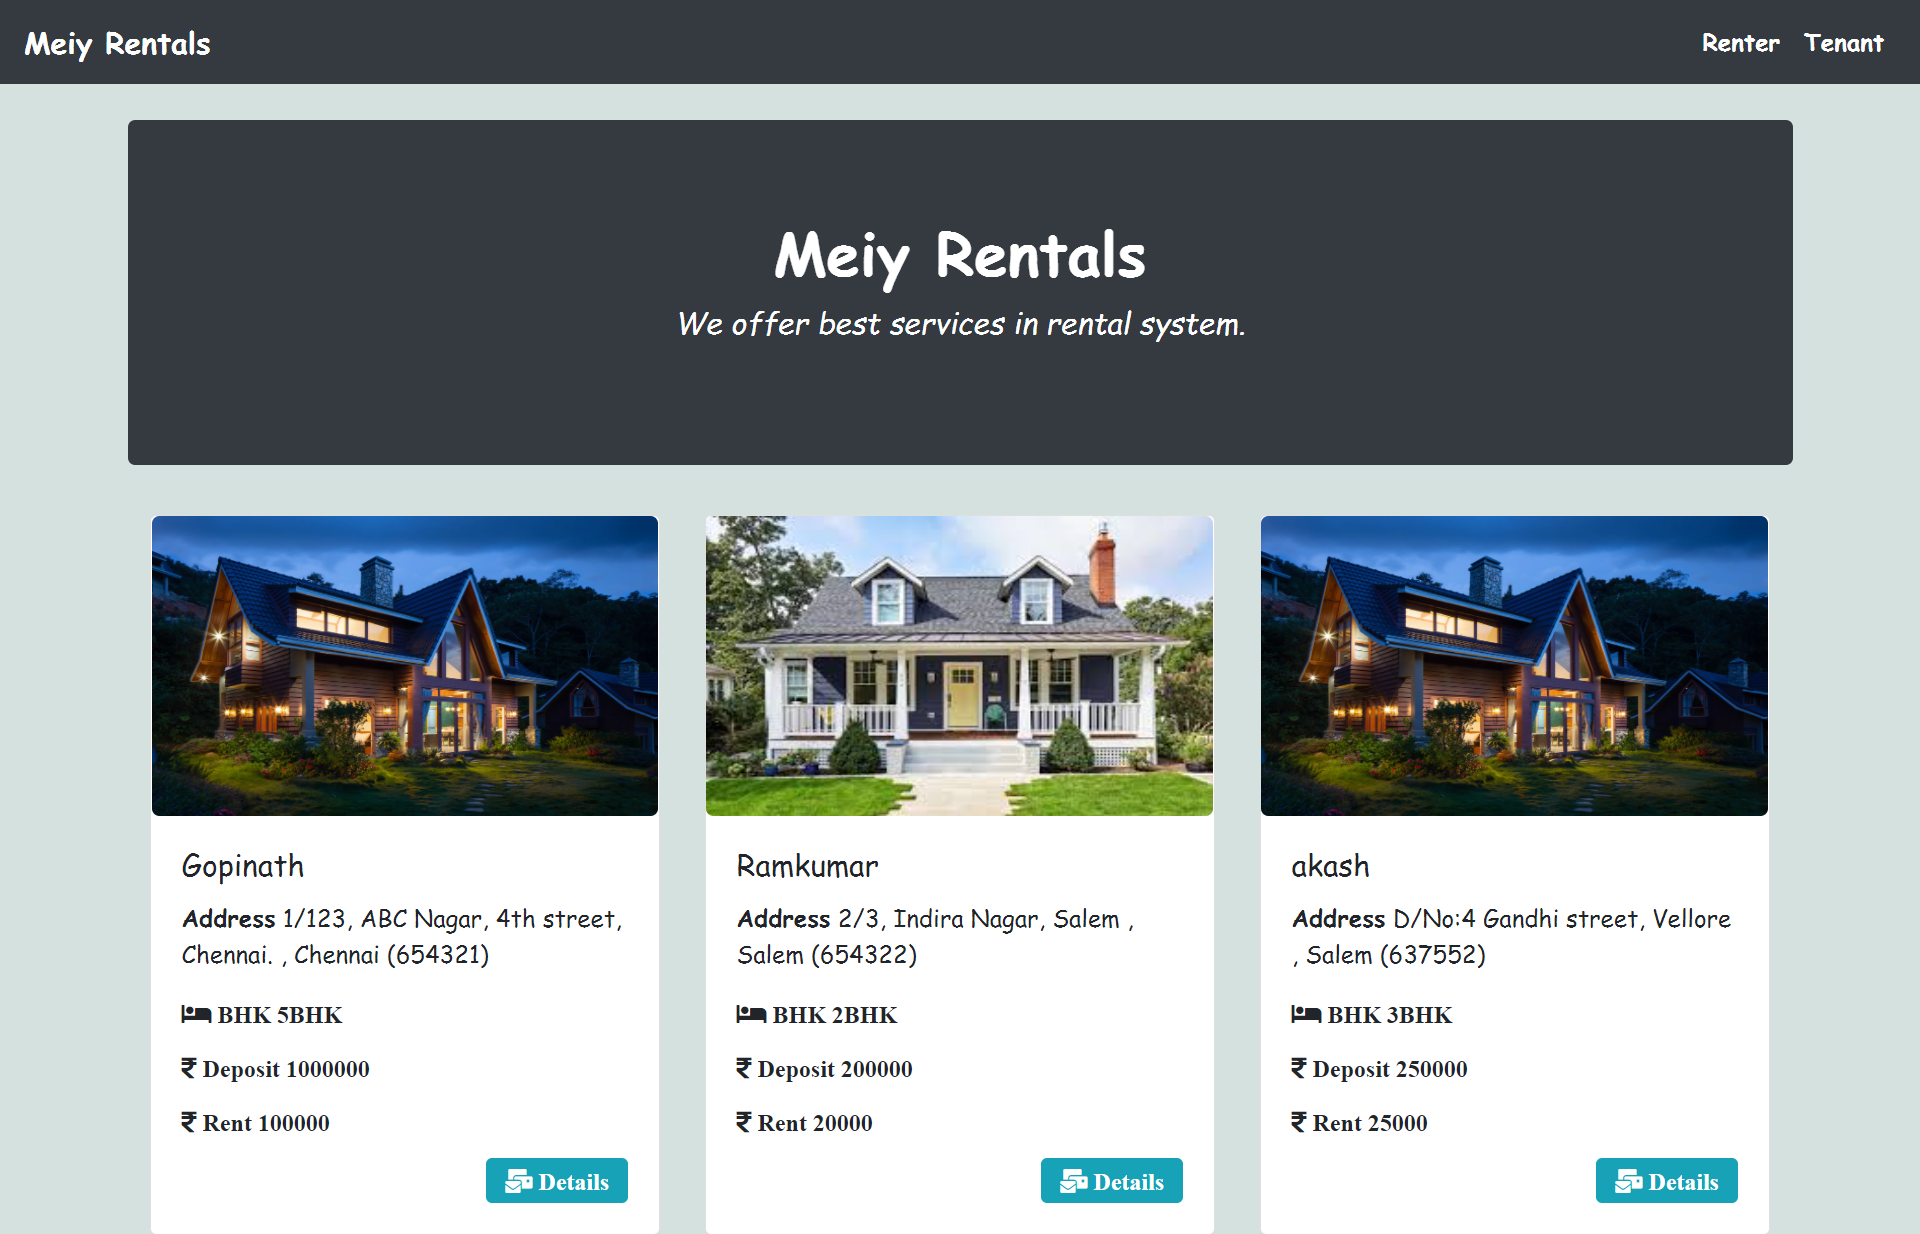 Meiy Rentals
Renter Tenant
Meiy Rentals
We offer best services in rental system.
Gopinath
Address 1/123, ABC Nagar, 4th street,
Chennai. , Chennai (654321)
BHK 5BHK
₹ Deposit 1000000
₹ Rent 100000
Details
Ramkumar
Address 2/3, Indira Nagar, Salem ,
Salem (654322)
BHK 2BHK
₹ Deposit 200000
₹ Rent 20000
Details
akash
Address D/No:4 Gandhi street, Vellore
, Salem (637552)
BHK 3BHK
₹ Deposit 250000
₹ Rent 25000
Details